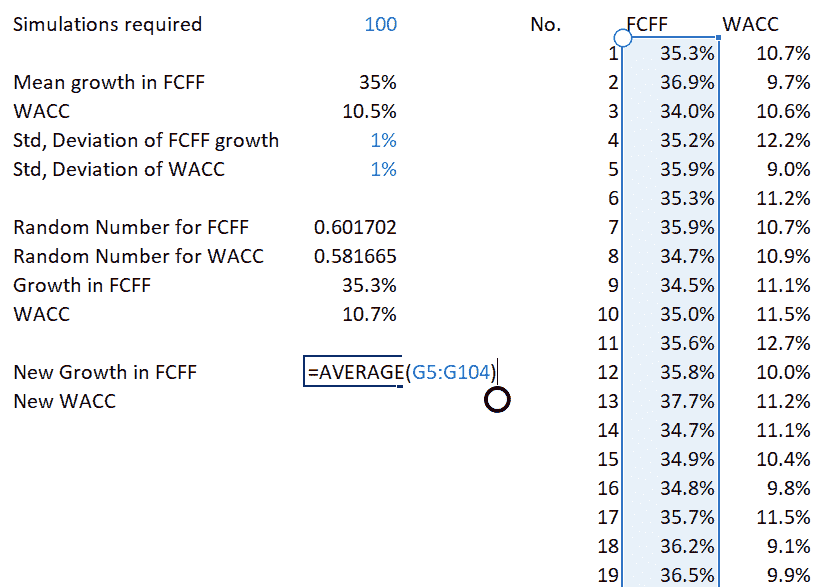 Simulations required 100 No. FCFF WACC
1 35.3% 10.7%
Mean growth in FCFF 35% 2 36.9% 9.7%
WACC 10.5% 3 34.0% 10.6%
Std, Deviation of FCFF growth 1% 4 35.2% 12.2%
Std, Deviation of WACC 1% 5 35.9% 9.0%
6 35.3% 11.2%
Random Number for FCFF 0.601702 7 35.9% 10.7%
Random Number for WACC 0.581665 8 34.7% 10.9%
Growth in FCFF 35.3% 9 34.5% 11.1%
WACC 10.7% 10 35.0% 11.5%
11 35.6% 12.7%
New Growth in FCFF =AVERAGE(G5:G104) 12 35.8% 10.0%
New WACC 13 37.7% 11.2%
14 34.7% 11.1%
15 34.9% 10.4%
16 34.8% 9.8%
17 35.7% 11.5%
18 36.2% 9.1%
19 36.5% 9.9%